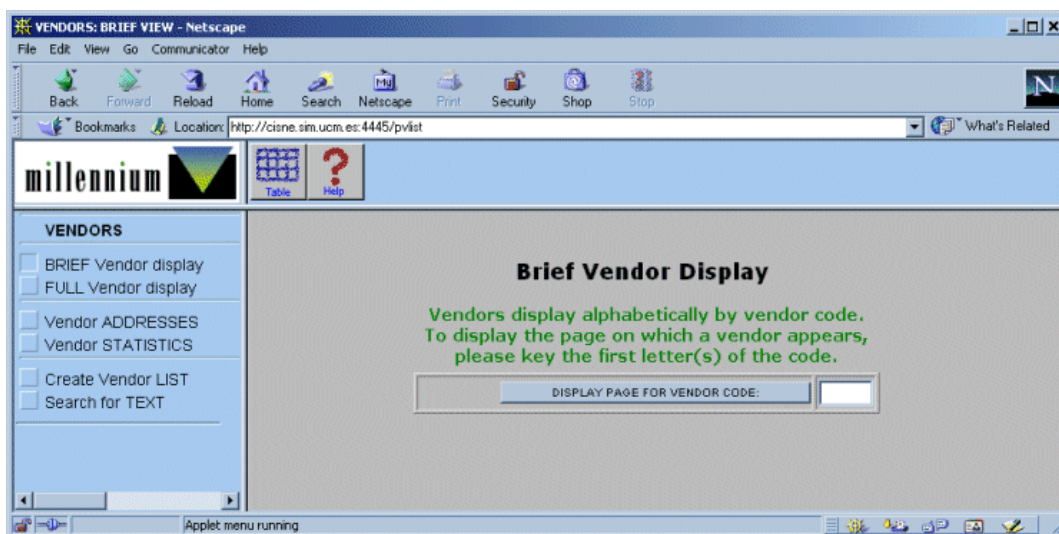 VENDORS: BRIEF VIEW - Netscape
File Edit View Go Communicator Help
Back Forward Reload Home Search Netscape Print Security Shop Stop
My
N
Bookmarks Location: http://cisne.sim.ucm.es:4445/pvlist What's Related
millennium
Table Help
VENDORS
BRIEF Vendor display
FULL Vendor display
Vendor ADDRESSES
Vendor STATISTICS
Create Vendor LIST
Search for TEXT
Brief Vendor Display
Vendors display alphabetically by vendor code.
To display the page on which a vendor appears,
please key the first letter(s) of the code.
DISPLAY PAGE FOR VENDOR CODE:
Applet menu running